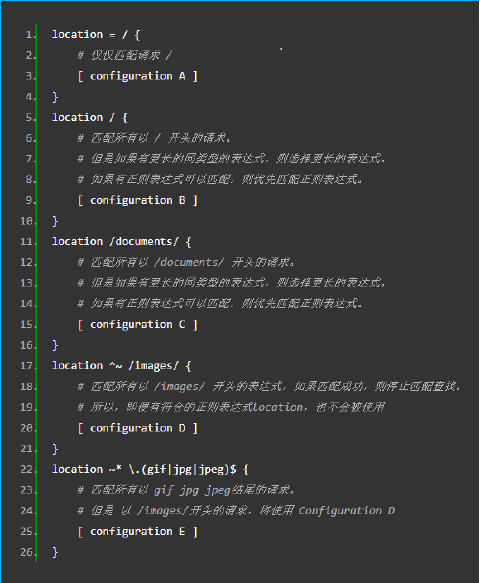 1. location = / {
2. # 仅仅匹配请求 /
3. [ configuration A ]
4. }
5. location / {
6. # 匹配所有以 / 开头的请求。
7. # 但是如果有更长的同类型的表达式，则选择更长的表达式。
8. # 如果有正则表达式可以匹配，则优先匹配正则表达式。
9. [ configuration B ]
10. }
11. location /documents/ {
12. # 匹配所有以 /documents/ 开头的请求。
13. # 但是如果有更长的同类型的表达式，则选择更长的表达式。
14. # 如果有正则表达式可以匹配，则优先匹配正则表达式。
15. [ configuration C ]
16. }
17. location ^~ /images/ {
18. # 匹配所有以 /images/ 开头的表达式，如果匹配成功，则停止匹配查找。
19. # 所以，即便有符合的正则表达式location，也不会被使用
20. [ configuration D ]
21. }
22. location ~* \.(gif|jpg|jpeg)$ {
23. # 匹配所有以 gif jpg jpeg结尾的请求。
24. # 但是 以 /images/开头的请求，将使用 Configuration D
25. [ configuration E ]
26. }